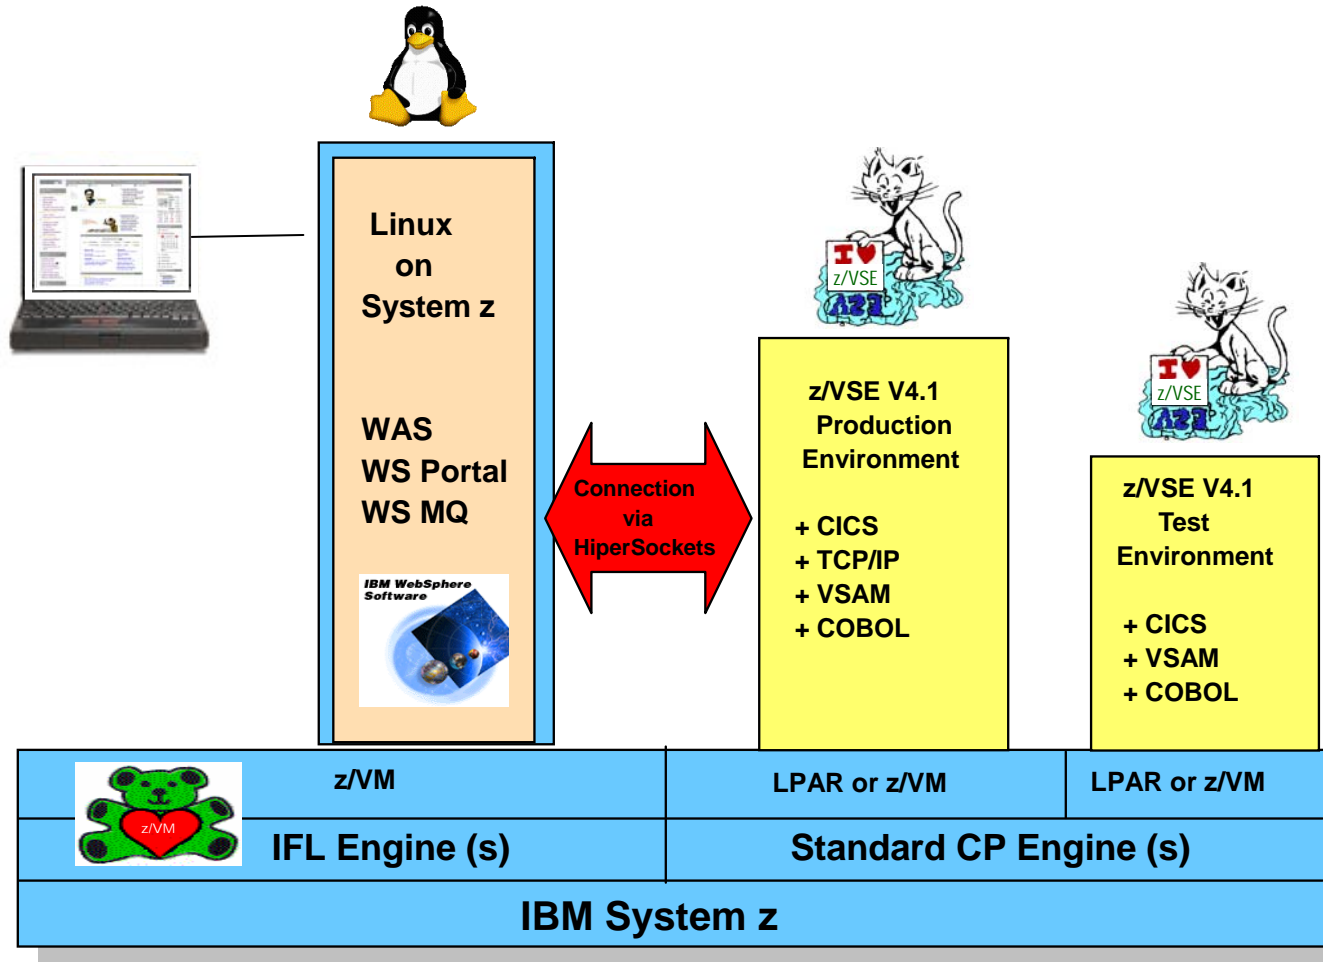 Linux
on
System z
WAS
WS Portal
WS MQ
IBM WebSphere
Software
Connection
via
HiperSockets
I
z/VSE
z/VSE V4.1
Production
Environment
+ CICS
+ TCP/IP
+ VSAM
+ COBOL
I
z/VSE
z/VSE V4.1
Test
Environment
+ CICS
+ VSAM
+ COBOL
z/VM
z/VM
LPAR or z/VM
LPAR or z/VM
IFL Engine (s)
Standard CP Engine (s)
IBM System z